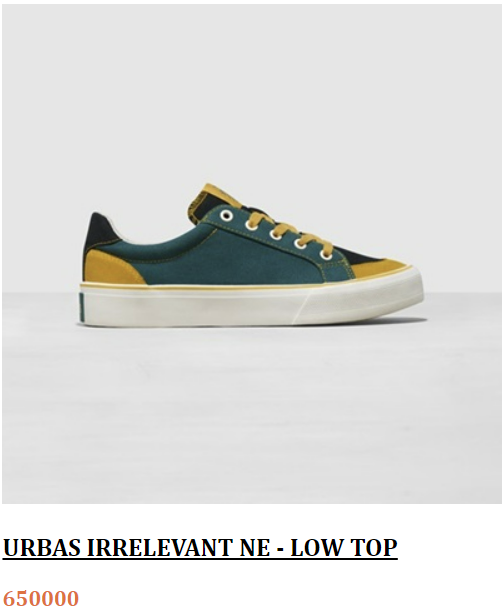 URBAS IRRELEVANT NE - LOW TOP
650000